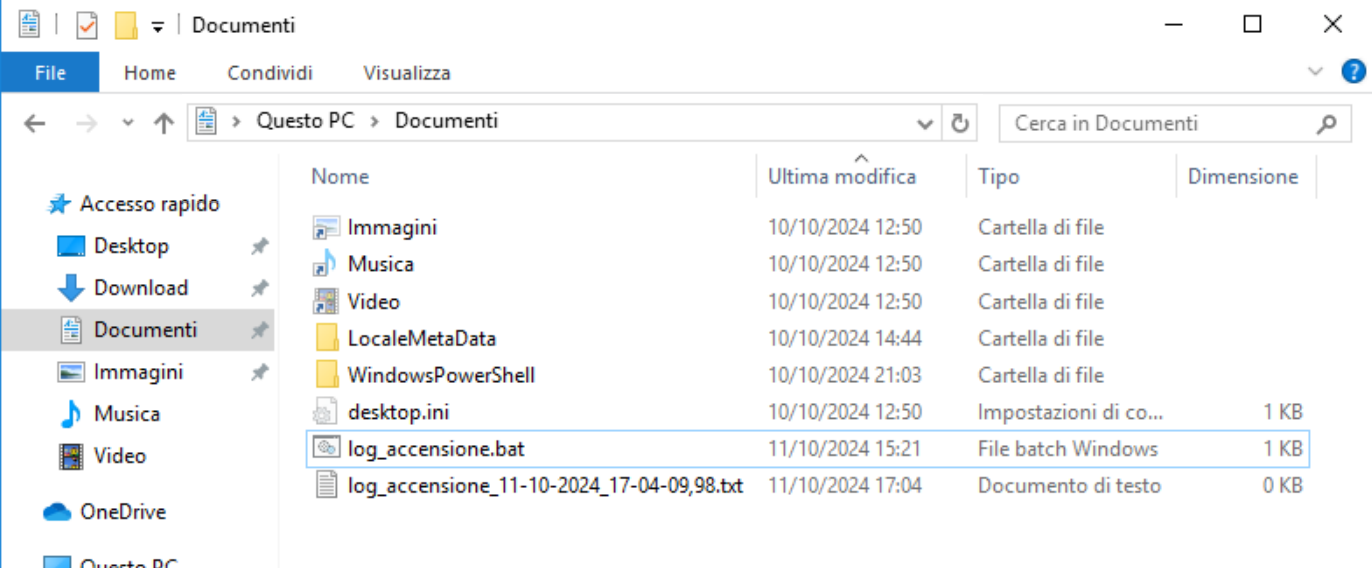 Documenti
File Home Condividi Visualizza
Questo PC Documenti Cerca in Documenti
Nome Ultima modifica Tipo Dimensione
Accesso rapido
Desktop
Download
Documenti
Immagini
Musica
Video
OneDrive
Questo PC
Immagini 10/10/2024 12:50 Cartella di file
Musica 10/10/2024 12:50 Cartella di file
Video 10/10/2024 12:50 Cartella di file
LocaleMetaData 10/10/2024 14:44 Cartella di file
WindowsPowerShell 10/10/2024 21:03 Cartella di file
desktop.ini 10/10/2024 12:50 Impostazioni di co... 1 KB
log_accensione.bat 11/10/2024 15:21 File batch Windows 1 KB
log_accensione_11-10-2024_17-04-09,98.txt 11/10/2024 17:04 Documento di testo 0 KB